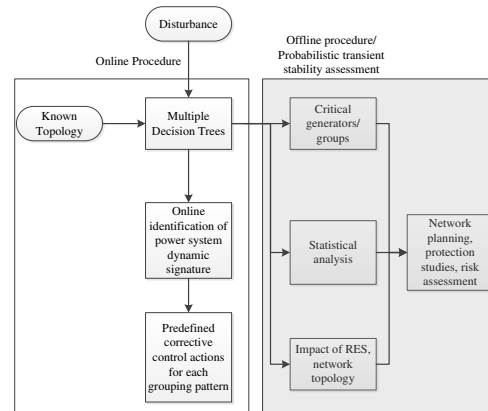 Disturbance
Online Procedure
Offline procedure/
Probabilistic transient
stability assessment
Known
Topology
Multiple
Decision Trees
Critical
generators/
groups
Online
identification of
power system
dynamic
signature
Statistical
analysis
Network
planning,
protection
studies, risk
assessment
Predefined
corrective
control actions
for each
grouping pattern
Impact of RES,
network
topology